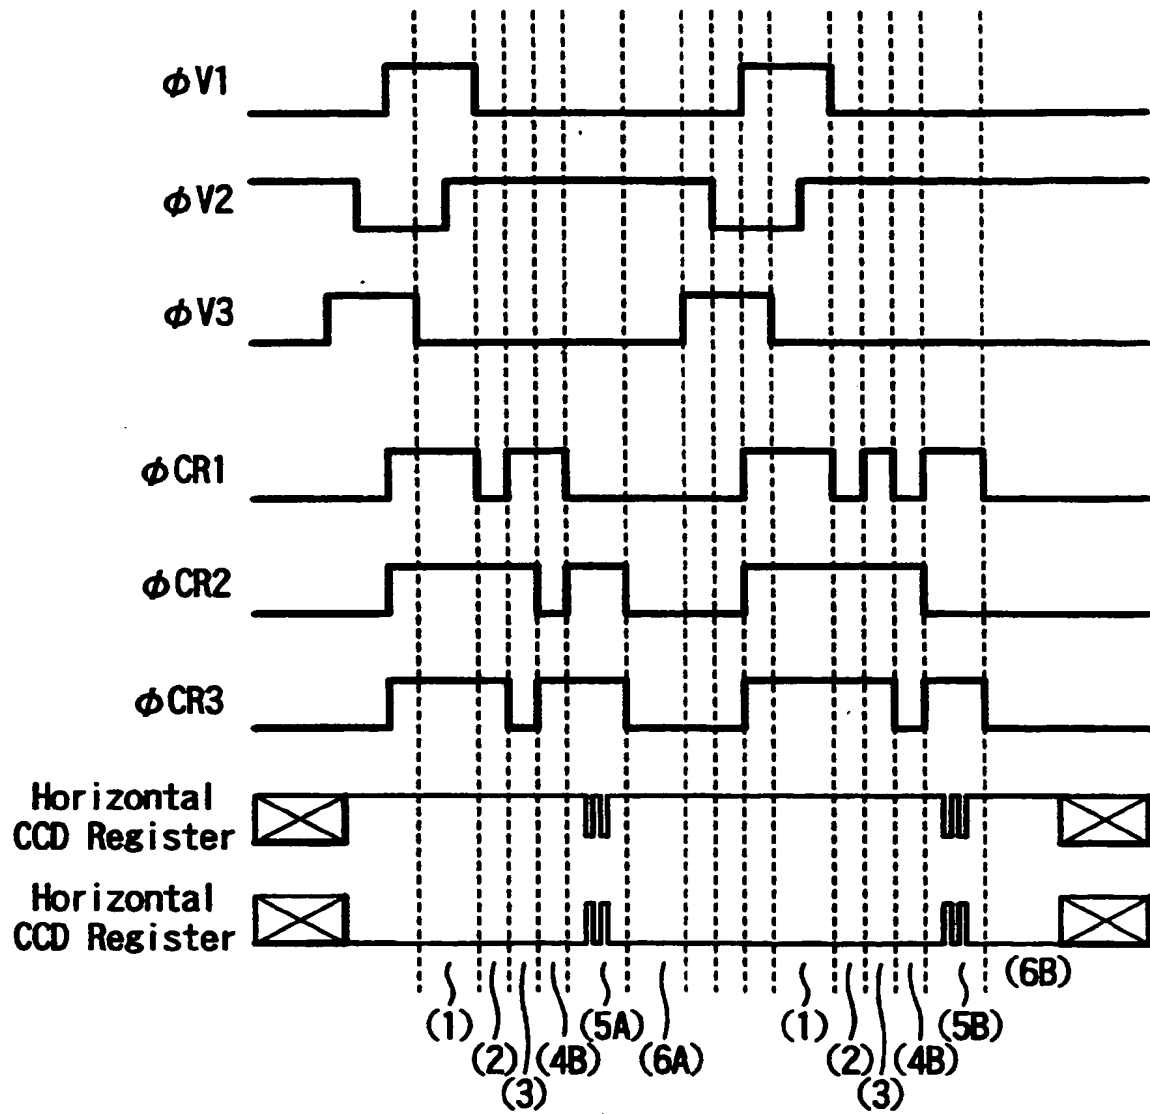 φV1
φV2
φV3
φCR1
φCR2
φCR3
Horizontal
CCD Register
Horizontal
CCD Register
(6B)
(1) (5A) (1) (5B)
(2) (4B) (6A) (2) (4B)
(3) (3)